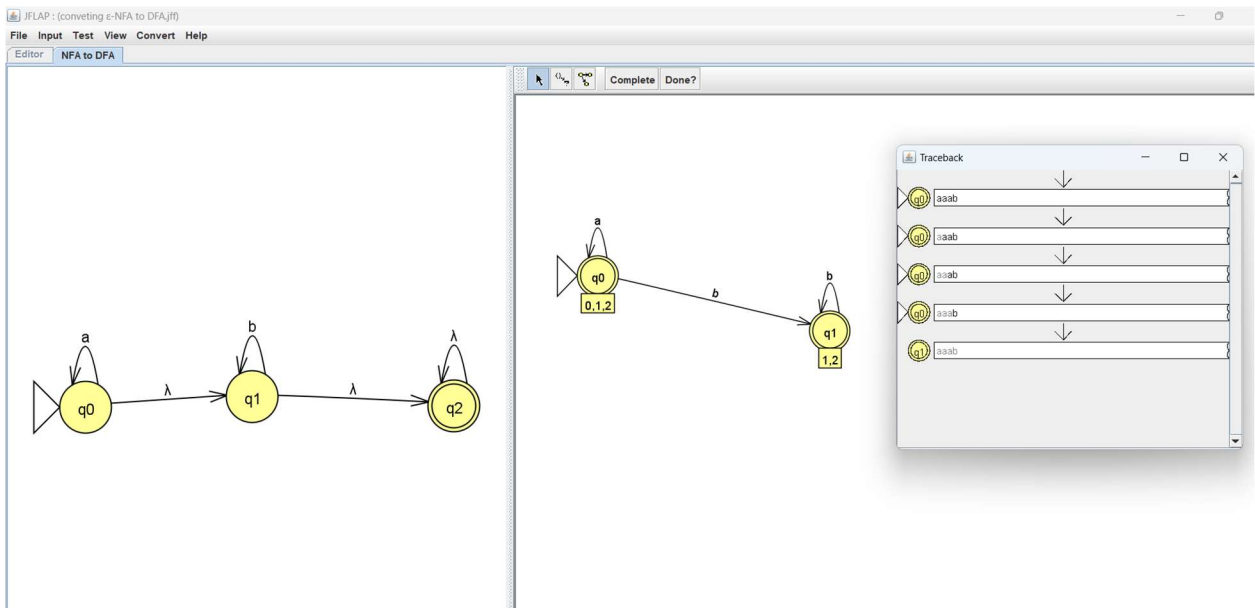 JFLAP : (conveting ε-NFA to DFA.jff)
File Input Test View Convert Help
Editor NFA to DFA
Complete Done?
a
q0
λ
b
q1
λ
λ
q2
a
q0
0,1,2
b
b
q1
1,2
Traceback
q0 aaab
q0 aaab
q0 aaab
q0 aaab
q1 aaab